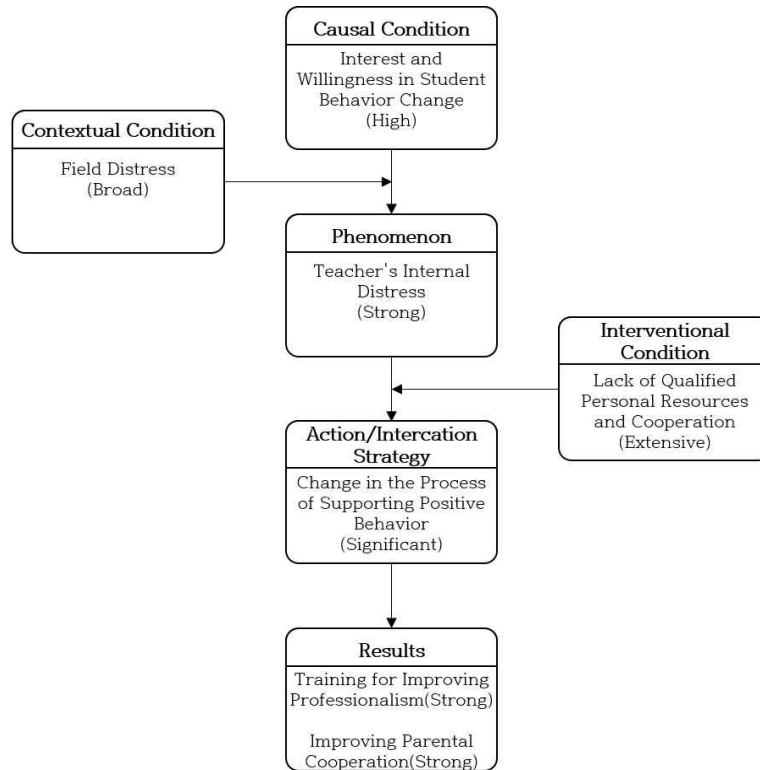 Causal Condition
Interest and
Willingness in Student
Behavior Change
(High)
Contextual Condition
Field Distress
(Broad)
Phenomenon
Teacher's Internal
Distress
(Strong)
Interventional
Condition
Lack of Qualified
Personal Resources
and Cooperation
(Extensive)
Action/Intercation
Strategy
Change in the Process
of Supporting Positive
Behavior
(Significant)
Results
Training for Improving
Professionalism(Strong)
Improving Parental
Cooperation(Strong)